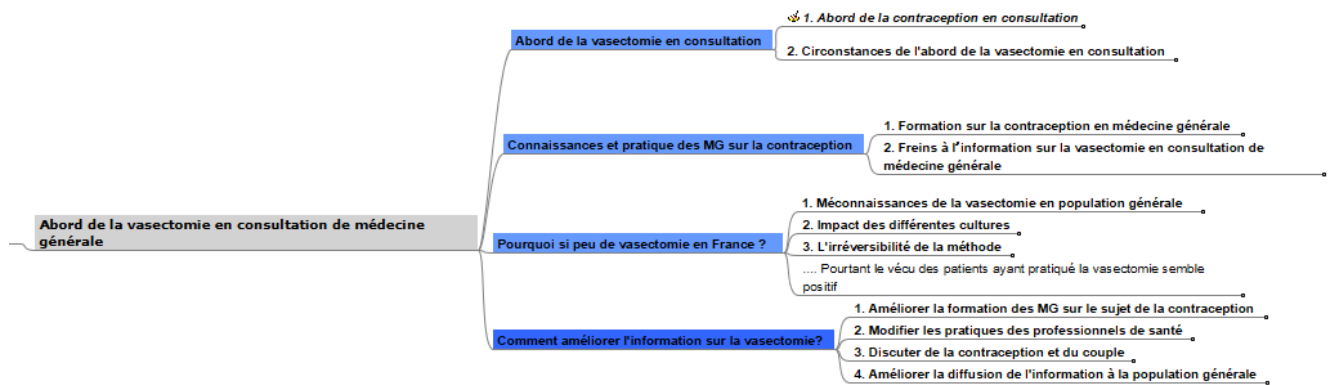 Abord de la vasectomie en consultation de médecine
générale
Abord de la vasectomie en consultation
1. Abord de la contraception en consultation
2. Circonstances de l'abord de la vasectomie en consultation
Connaissances et pratique des MG sur la contraception
1. Formation sur la contraception en médecine générale
2. Freins à l'information sur la vasectomie en consultation de
médecine générale
Pourquoi si peu de vasectomie en France ?
1. Méconnaissances de la vasectomie en population générale
2. Impact des différentes cultures
3. L'irréversibilité de la méthode
.... Pourtant le vécu des patients ayant pratiqué la vasectomie semble
positif
Comment améliorer l'information sur la vasectomie?
1. Améliorer la formation des MG sur le sujet de la contraception
2. Modifier les pratiques des professionnels de santé
3. Discuter de la contraception et du couple
4. Améliorer la diffusion de l'information à la population générale